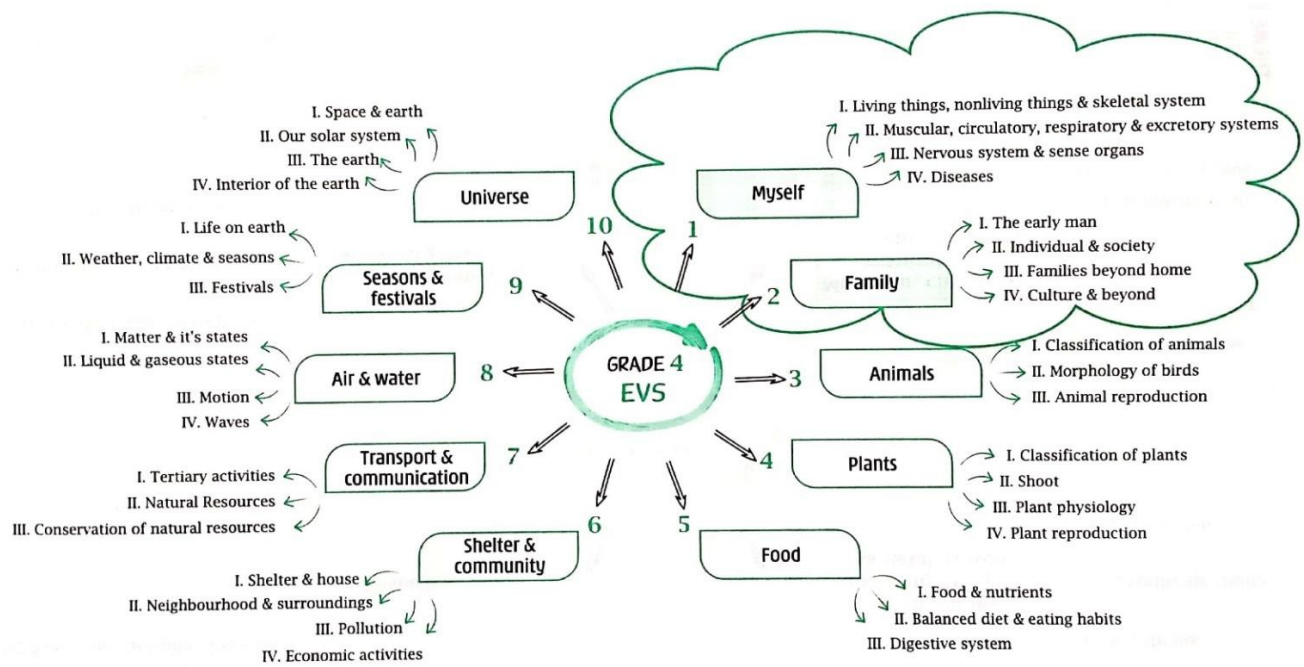 GRADE 4
EVS
1
Myself
I. Living things, nonliving things & skeletal system
II. Muscular, circulatory, respiratory & excretory systems
III. Nervous system & sense organs
IV. Diseases
2
Family
I. The early man
II. Individual & society
III. Families beyond home
IV. Culture & beyond
3
Animals
I. Classification of animals
II. Morphology of birds
III. Animal reproduction
4
Plants
I. Classification of plants
II. Shoot
III. Plant physiology
IV. Plant reproduction
5
Food
I. Food & nutrients
II. Balanced diet & eating habits
III. Digestive system
6
Shelter &
community
I. Shelter & house
II. Neighbourhood & surroundings
III. Pollution
IV. Economic activities
7
Transport &
communication
I. Tertiary activities
II. Natural Resources
III. Conservation of natural resources
8
Air & water
I. Matter & it's states
II. Liquid & gaseous states
III. Motion
IV. Waves
9
Seasons &
festivals
I. Life on earth
II. Weather, climate & seasons
III. Festivals
10
Universe
I. Space & earth
II. Our solar system
III. The earth
IV. Interior of the earth